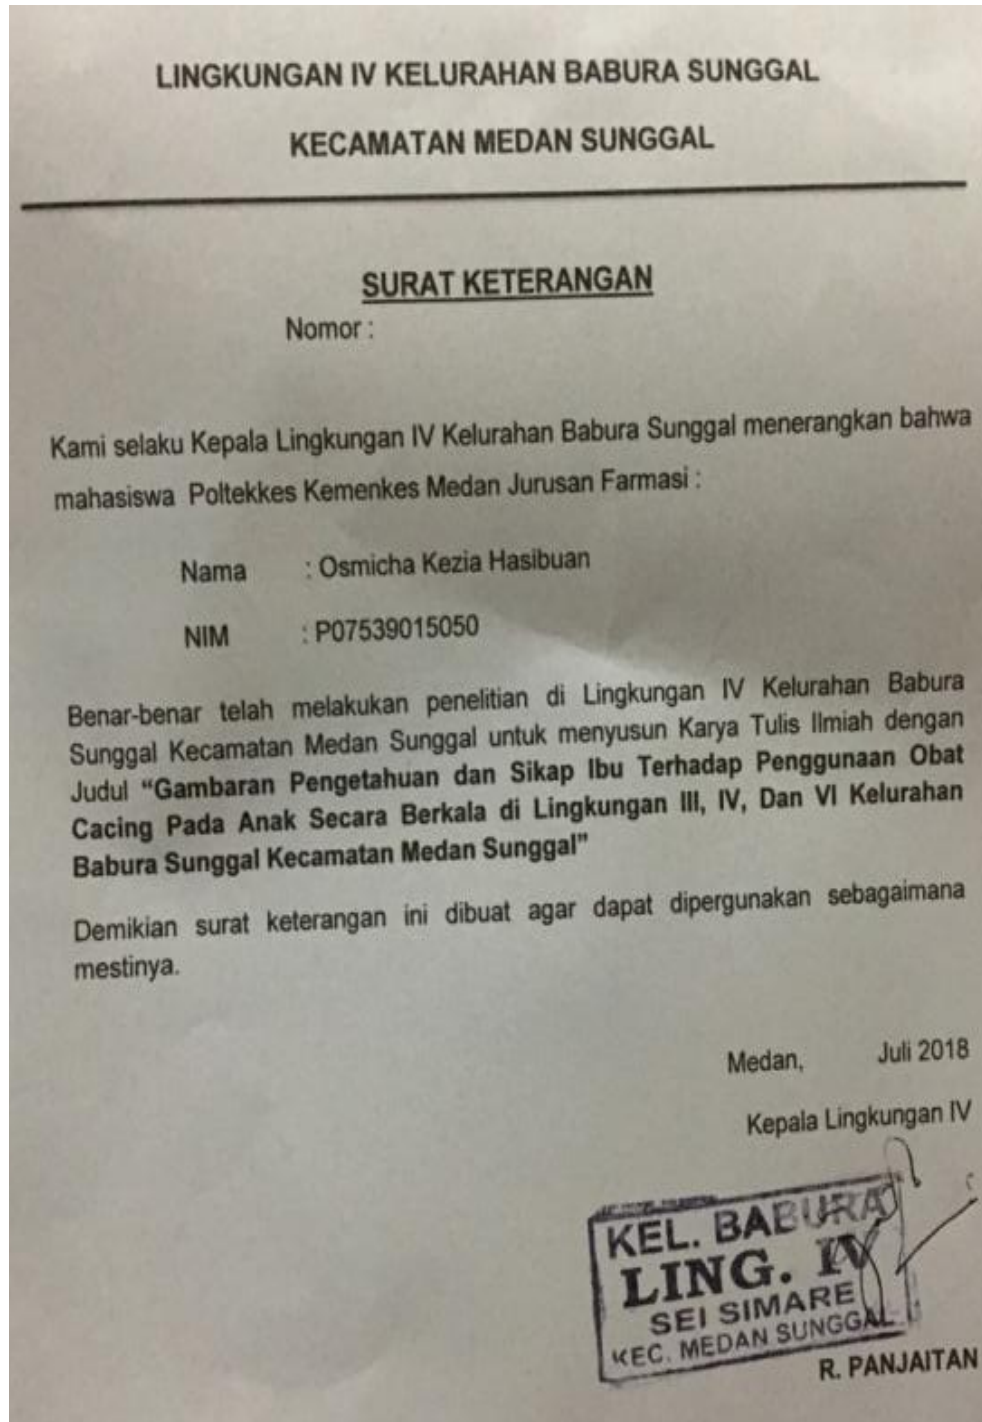 LINGKUNGAN IV KELURAHAN BABURA SUNGGAL
KECAMATAN MEDAN SUNGGAL
SURAT KETERANGAN
Nomor :
Kami selaku Kepala Lingkungan IV Kelurahan Babura Sunggal menerangkan bahwa
mahasiswa Poltekkes Kemenkes Medan Jurusan Farmasi :
Nama : Osmicha Kezia Hasibuan
NIM : P07539015050
Benar-benar telah melakukan penelitian di Lingkungan IV Kelurahan Babura
Sunggal Kecamatan Medan Sunggal untuk menyusun Karya Tulis Ilmiah dengan
Judul “Gambaran Pengetahuan dan Sikap Ibu Terhadap Penggunaan Obat
Cacing Pada Anak Secara Berkala di Lingkungan III, IV, Dan VI Kelurahan
Babura Sunggal Kecamatan Medan Sunggal”
Demikian surat keterangan ini dibuat agar dapat dipergunakan sebagaimana
mestinya.
Medan, Juli 2018
Kepala Lingkungan IV
KEL. BABURA
LING. IV
SEI SIMARE
KEC. MEDAN SUNGGAL
R. PANJAITAN